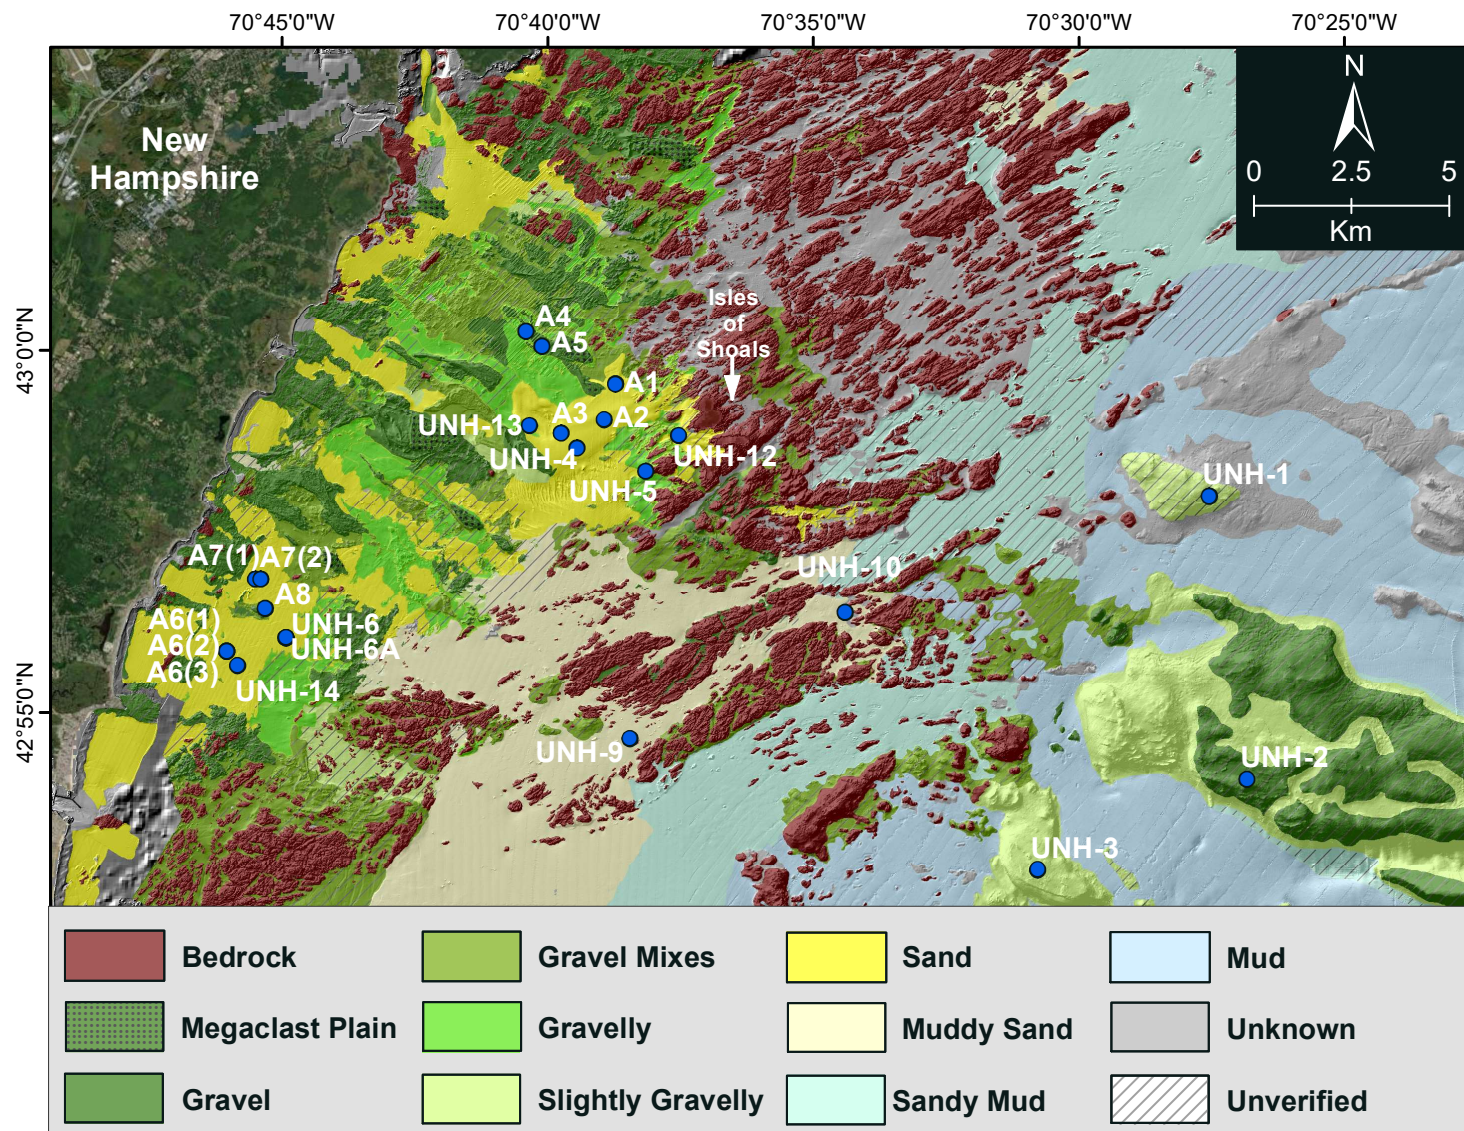 70°45'0"W
70°40'0"W
70°35'0"W
70°30'0"W
70°25'0"W
43°0'0"N
42°55'0"N
New
Hampshire
N
0 2.5 5
Km
Isles
of
Shoals
A4
A5
A1
A3
A2
UNH-13
UNH-4
UNH-12
UNH-5
UNH-1
A7(1)
A7(2)
UNH-10
A8
A6(1)
UNH-6
A6(2)
UNH-6A
A6(3)
UNH-14
UNH-9
UNH-2
UNH-3
Bedrock
Gravel Mixes
Sand
Mud
Megaclast Plain
Gravelly
Muddy Sand
Unknown
Gravel
Slightly Gravelly
Sandy Mud
Unverified